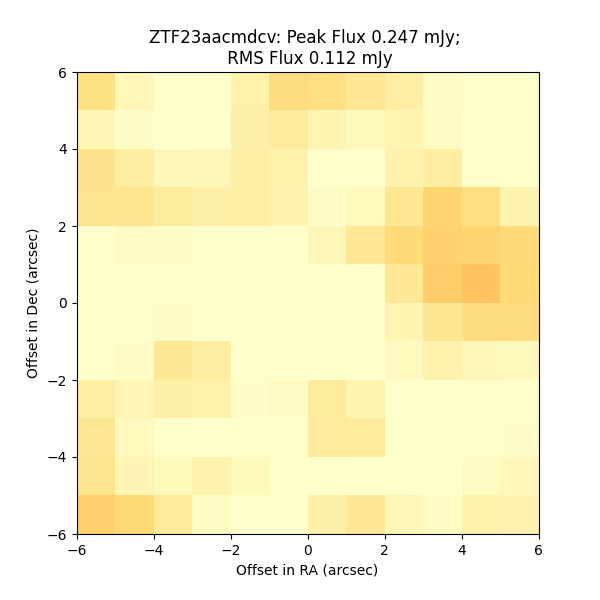 ZTF23aacmdcv: Peak Flux 0.247 mJy;
RMS Flux 0.112 mJy
6
4
2
0
−2
−4
−6
Offset in Dec (arcsec)
−6 −4 −2 0 2 4 6
Offset in RA (arcsec)